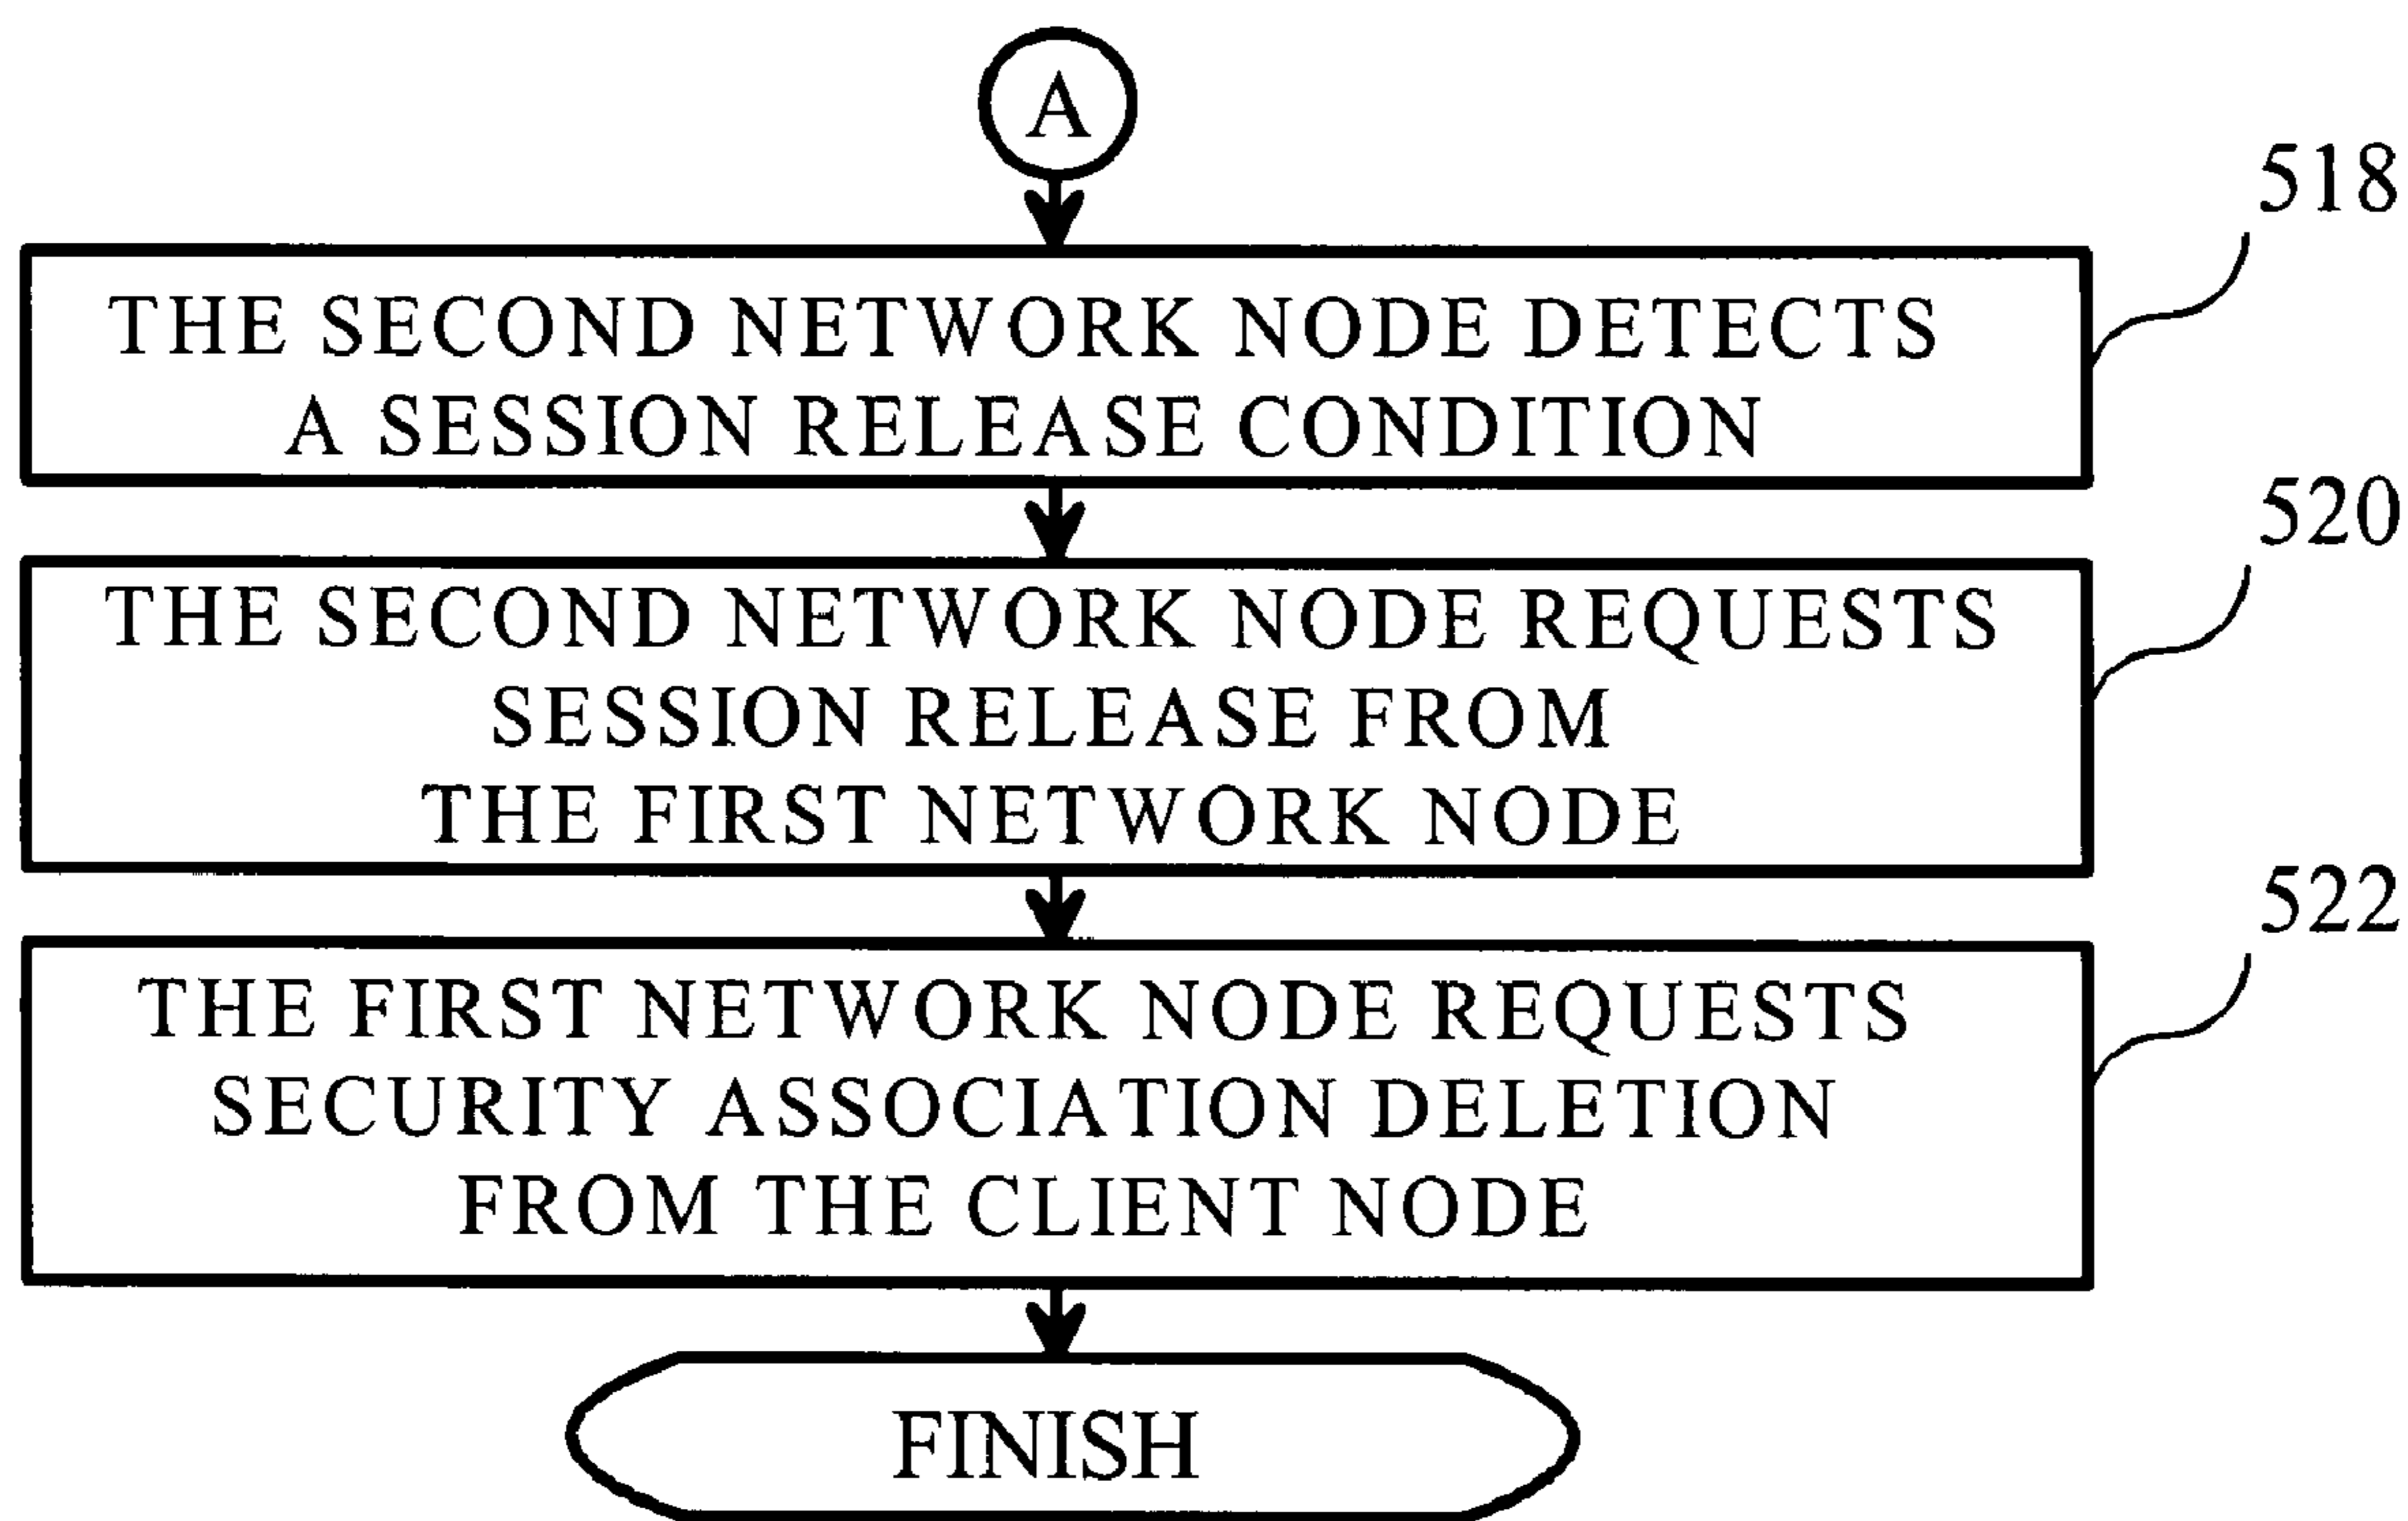 A
518
THE SECOND NETWORK NODE DETECTS
A SESSION RELEASE CONDITION
520
THE SECOND NETWORK NODE REQUESTS
SESSION RELEASE FROM
THE FIRST NETWORK NODE
522
THE FIRST NETWORK NODE REQUESTS
SECURITY ASSOCIATION DELETION
FROM THE CLIENT NODE
FINISH